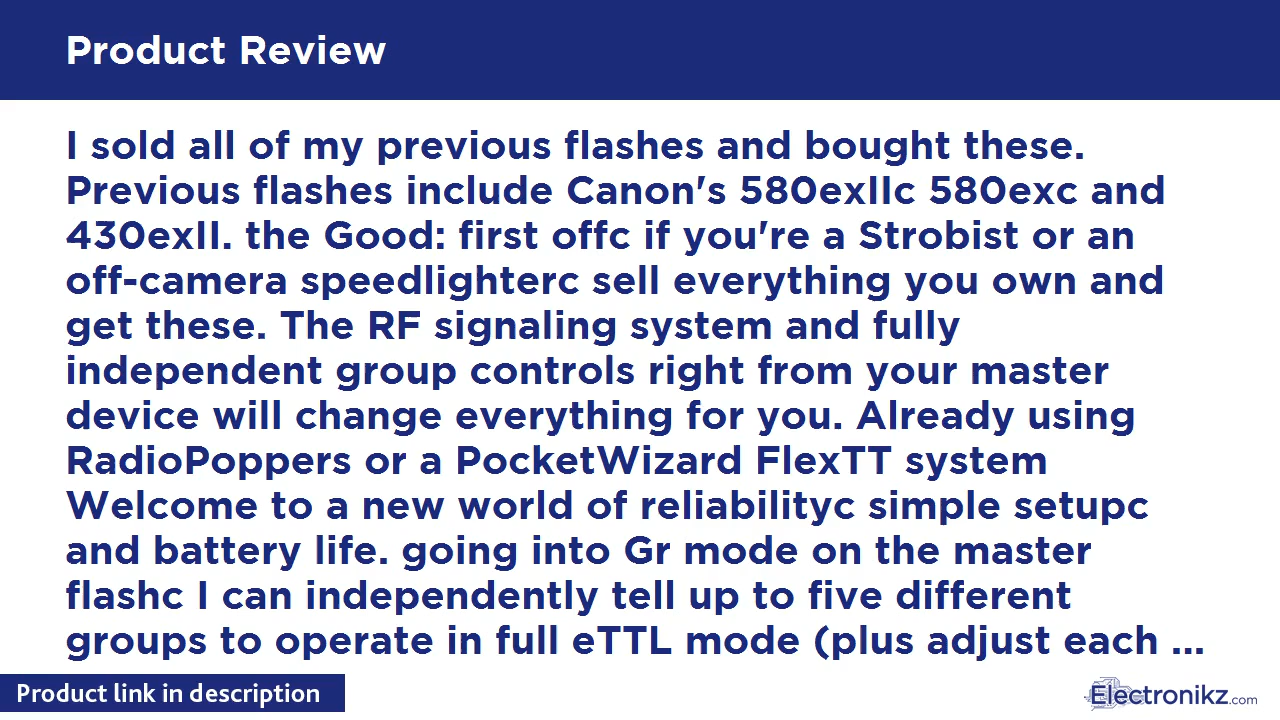 Product Review
I sold all of my previous flashes and bought these.
Previous flashes include Canon's 580exIIc 580exc and
430exII. the Good: first offc if you're a Strobist or an
off-camera speedlighterc sell everything you own and
get these. The RF signaling system and fully
independent group controls right from your master
device will change everything for you. Already using
RadioPoppers or a PocketWizard FlexTT system
Welcome to a new world of reliabilityc simple setupc
and battery life. going into Gr mode on the master
flashc I can independently tell up to five different
groups to operate in full eTTL mode (plus adjust each ...
Product link in description
Electronikz.com